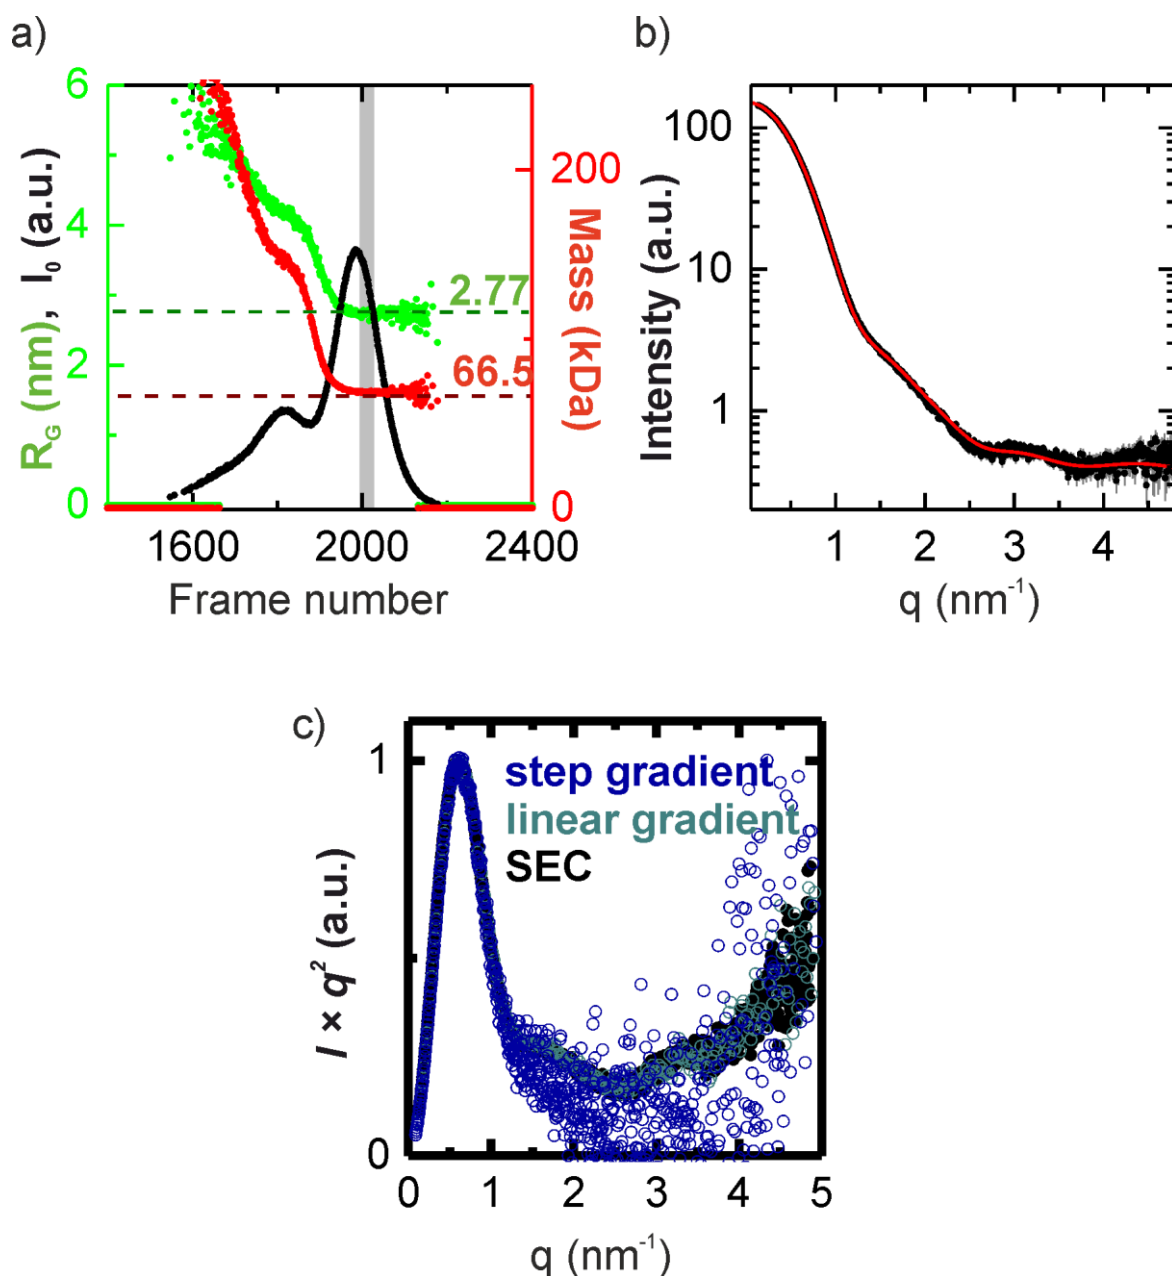 a)
R_G (nm), I_0 (a.u.)
6
4
2
0
200
0
Mass (kDa)
2.77
66.5
1600
2000
2400
Frame number
b)
Intensity (a.u.)
100
10
1
1
2
3
4
q (nm⁻¹)
c)
I × q² (a.u.)
1
0
step gradient
linear gradient
SEC
0
1
2
3
4
5
q (nm⁻¹)